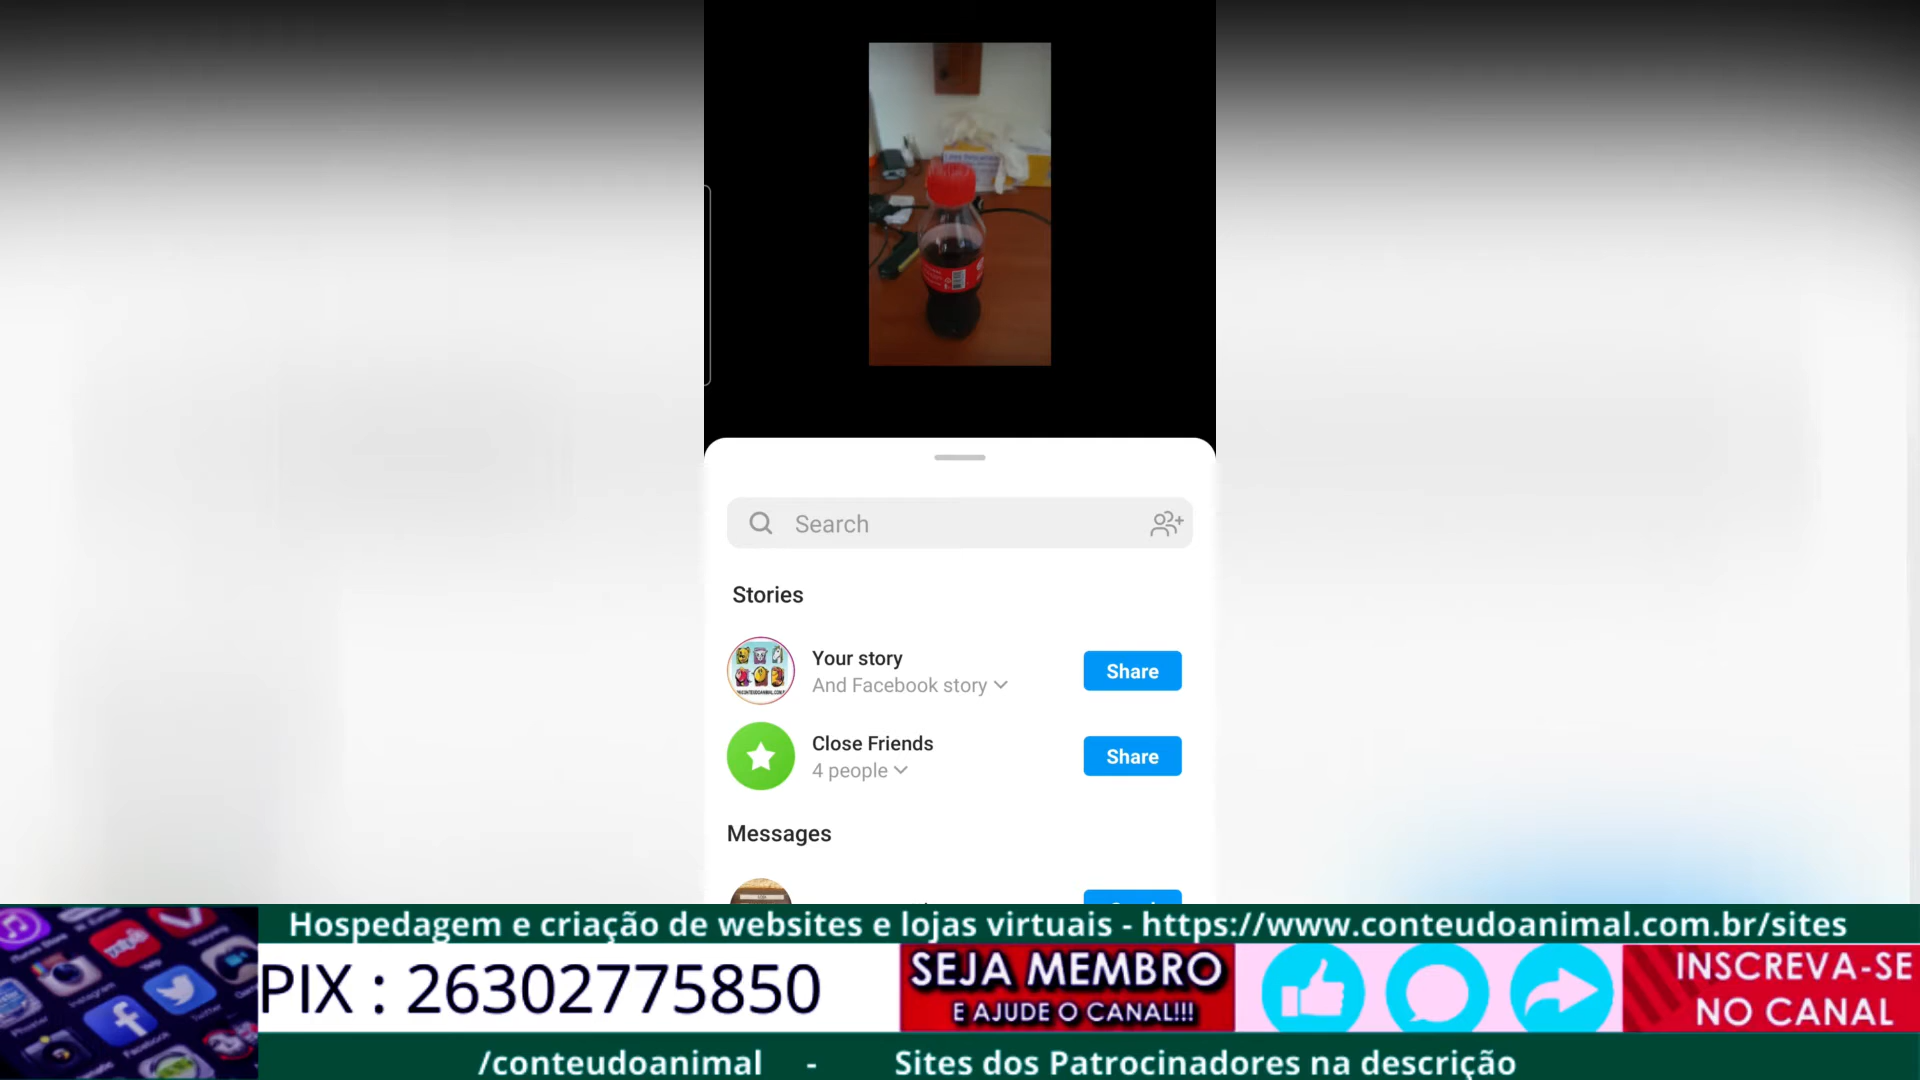 Search
Stories
Your story
And Facebook story
Share
Close Friends
4 people
Share
Messages
Hospedagem e criação de websites e lojas virtuais - https://www.conteudoanimal.com.br/sites
PIX : 26302775850
SEJA MEMBRO
E AJUDE O CANAL!!!
INSCREVA-SE
NO CANAL
/conteudoanimal - Sites dos Patrocinadores na descrição